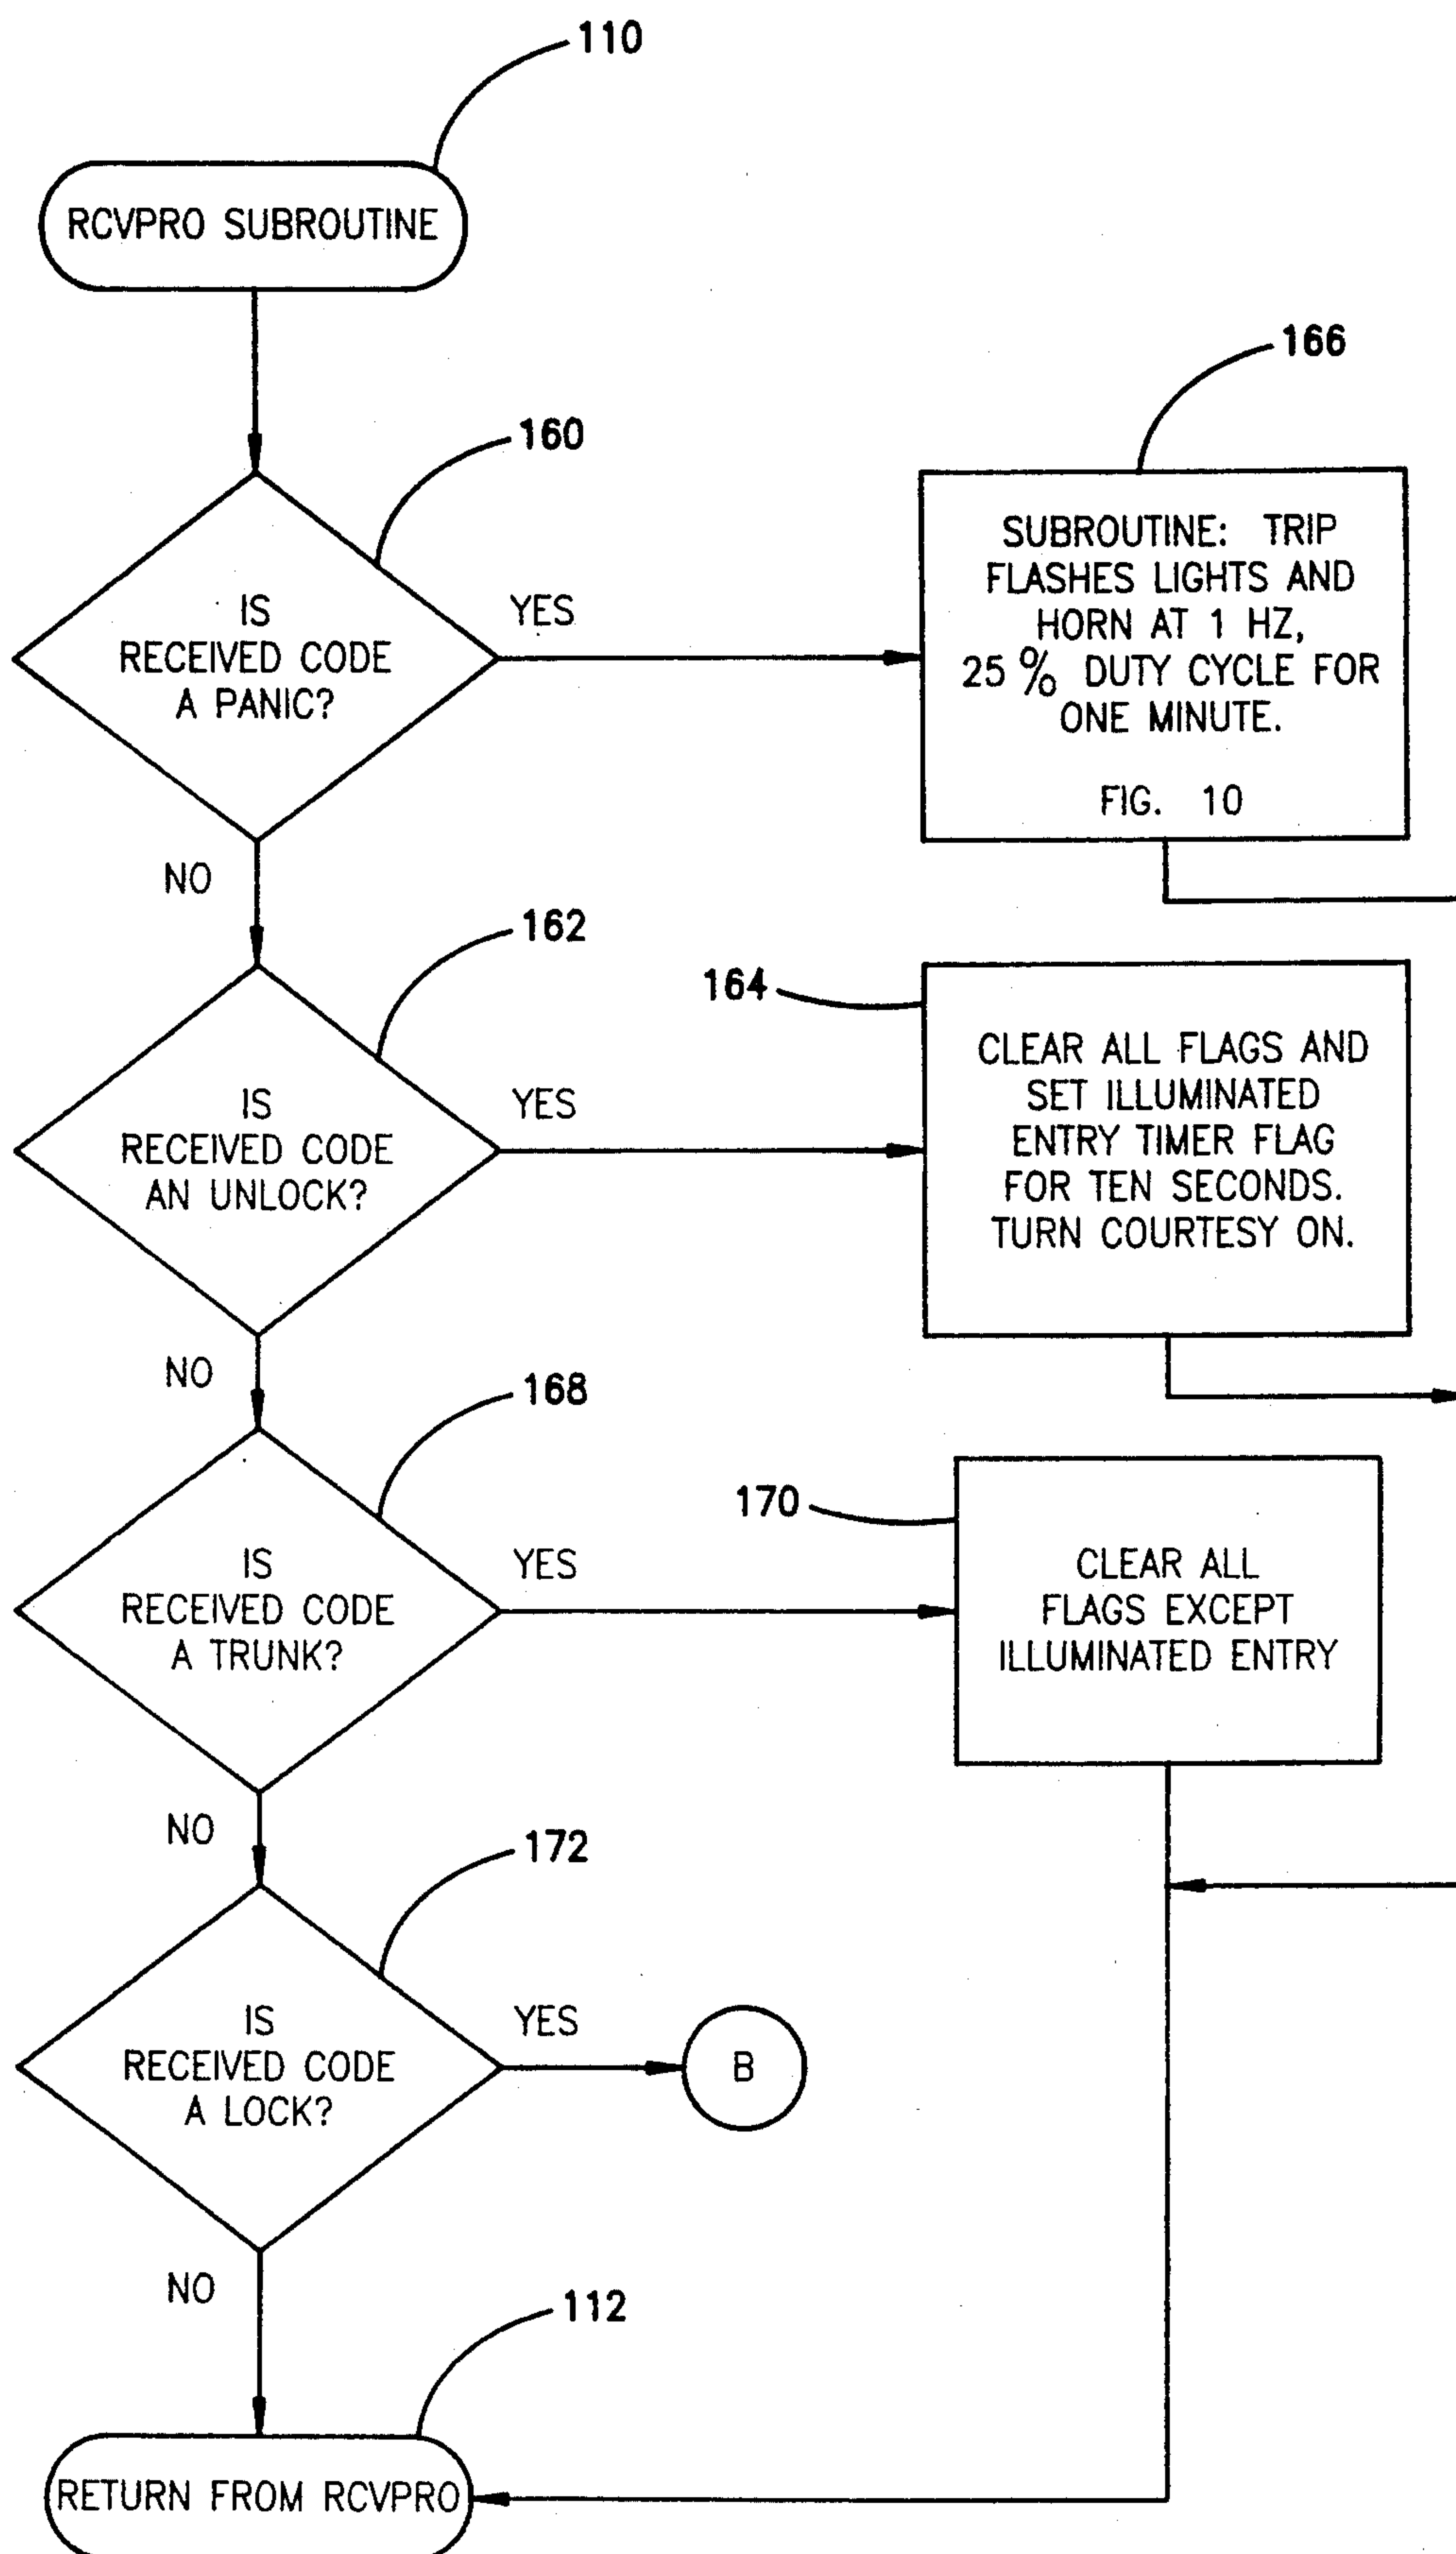 110
RCVPRO SUBROUTINE
166
160
SUBROUTINE: TRIP
FLASHES LIGHTS AND
HORN AT 1 HZ,
25 % DUTY CYCLE FOR
ONE MINUTE.
FIG. 10
IS
RECEIVED CODE
A PANIC?
YES
NO
162
164
CLEAR ALL FLAGS AND
SET ILLUMINATED
ENTRY TIMER FLAG
FOR TEN SECONDS.
TURN COURTESY ON.
IS
RECEIVED CODE
AN UNLOCK?
YES
NO
168
170
CLEAR ALL
FLAGS EXCEPT
ILLUMINATED ENTRY
IS
RECEIVED CODE
A TRUNK?
YES
NO
172
IS
RECEIVED CODE
A LOCK?
YES
B
NO
112
RETURN FROM RCVPRO